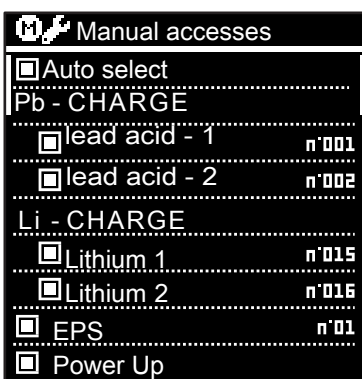 M Manual accesses
Auto select
Pb - CHARGE
lead acid - 1 n°001
lead acid - 2 n°002
Li - CHARGE
Lithium 1 n°015
Lithium 2 n°016
EPS n°01
Power Up